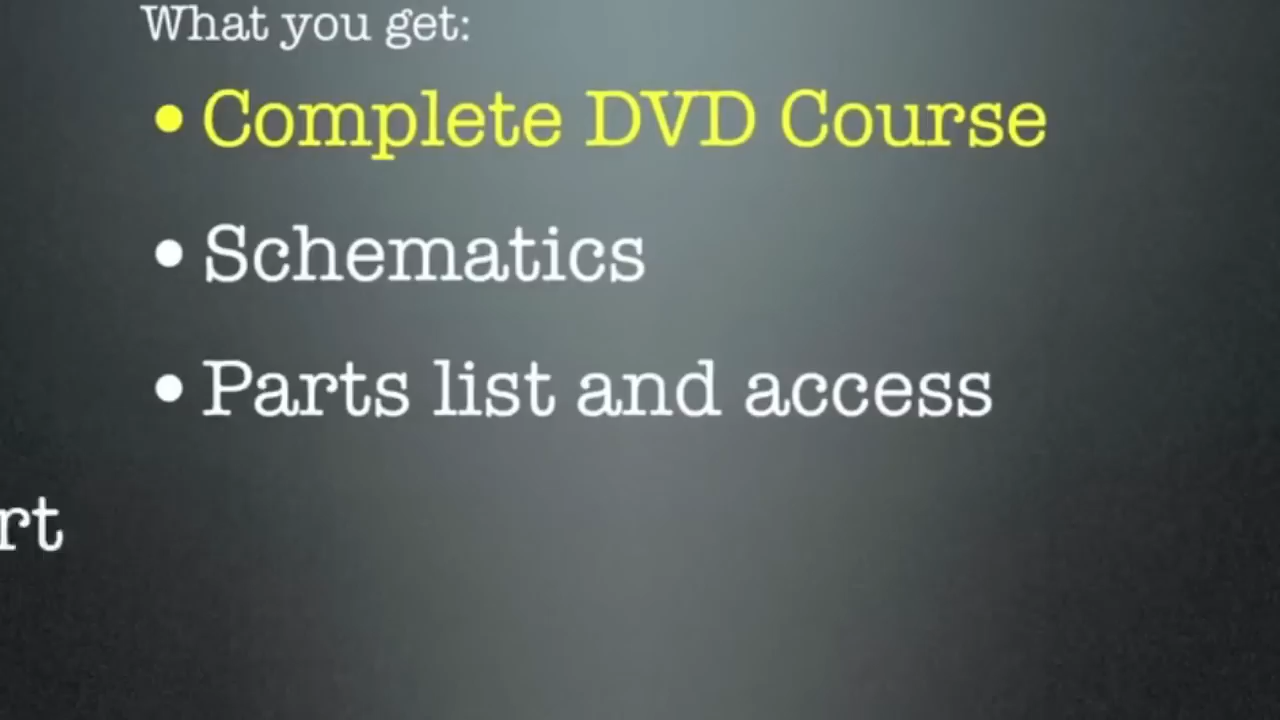 What you get:
• Complete DVD Course
• Schematics
• Parts list and access
rt